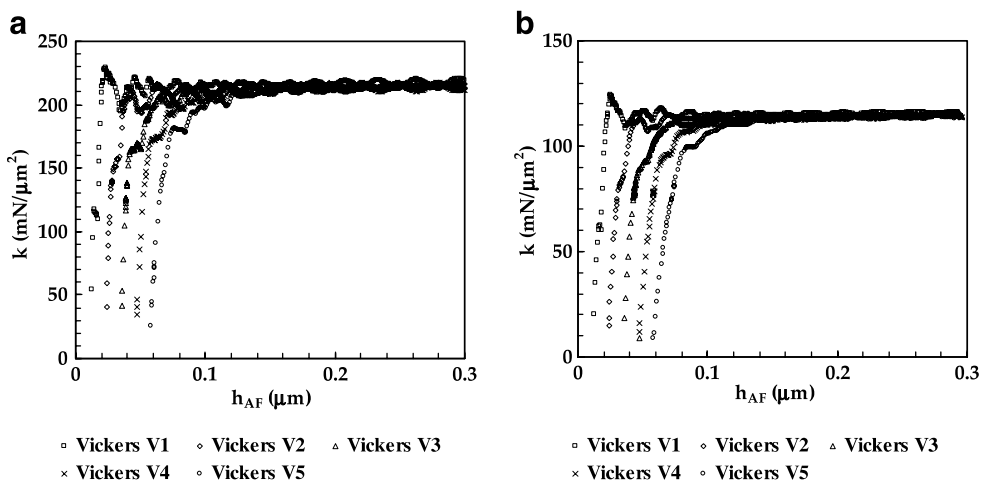 a
250
200
150
100
50
0
k (mN/μm²)
0 0.1 0.2 0.3
h_AF (μm)
▫ Vickers V1 ◇ Vickers V2 △ Vickers V3
× Vickers V4 ○ Vickers V5
b
150
100
50
0
k (mN/μm²)
0 0.1 0.2 0.3
h_AF (μm)
▫ Vickers V1 ◇ Vickers V2 △ Vickers V3
× Vickers V4 ○ Vickers V5